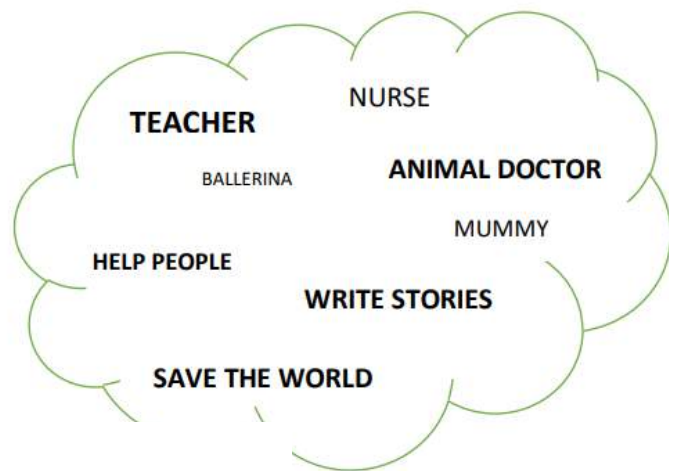 NURSE
TEACHER
ANIMAL DOCTOR
BALLERINA
MUMMY
HELP PEOPLE
WRITE STORIES
SAVE THE WORLD